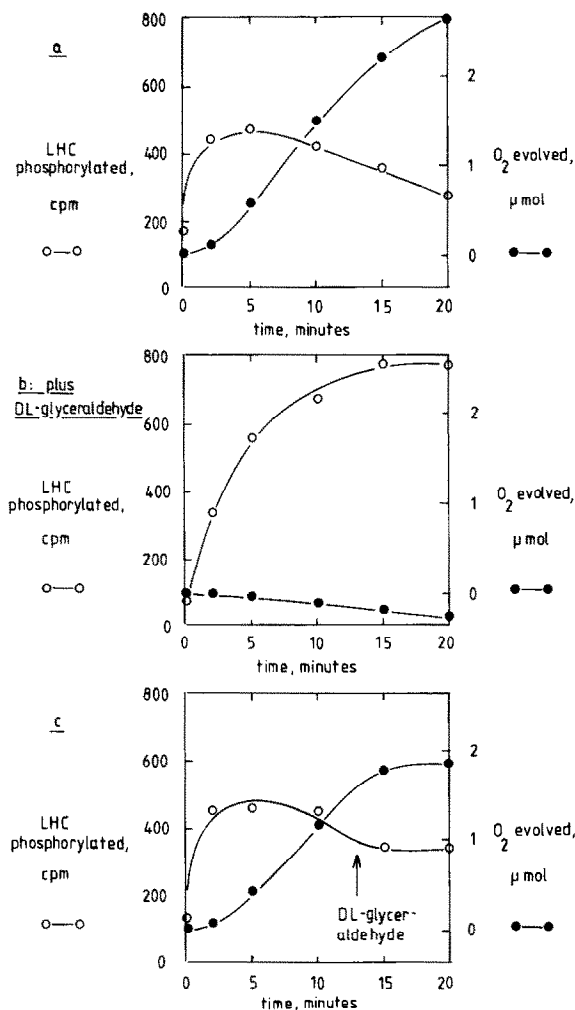 a
800
600
400
200
0
LHC
phosphorylated,
cpm
2
1
0
O2 evolved,
µmol
0
5
10
15
20
time, minutes
b: plus
DL-glyceraldehyde
800
600
400
200
0
LHC
phosphorylated,
cpm
2
1
0
O2 evolved,
µmol
0
5
10
15
20
time, minutes
c
800
600
400
200
0
LHC
phosphorylated,
cpm
2
1
0
O2 evolved,
µmol
DL-glycer-
aldehyde
0
5
10
15
20
time, minutes